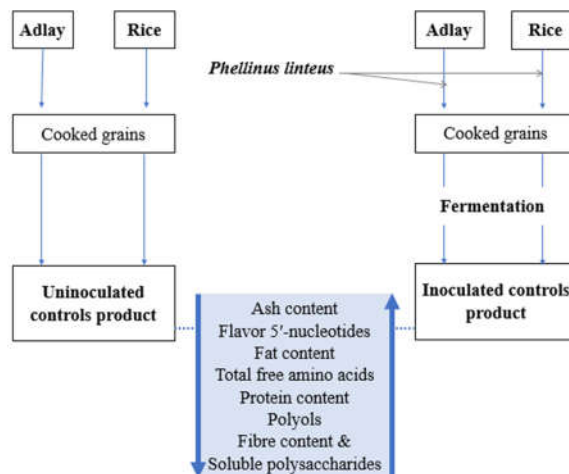 Adlay
Rice
Adlay
Rice
Phellinus linteus
Cooked grains
Cooked grains
Fermentation
Uninoculated
controls product
Inoculated controls
product
Ash content
Flavor 5′-nucleotides
Fat content
Total free amino acids
Protein content
Polyols
Fibre content &
Soluble polysaccharides